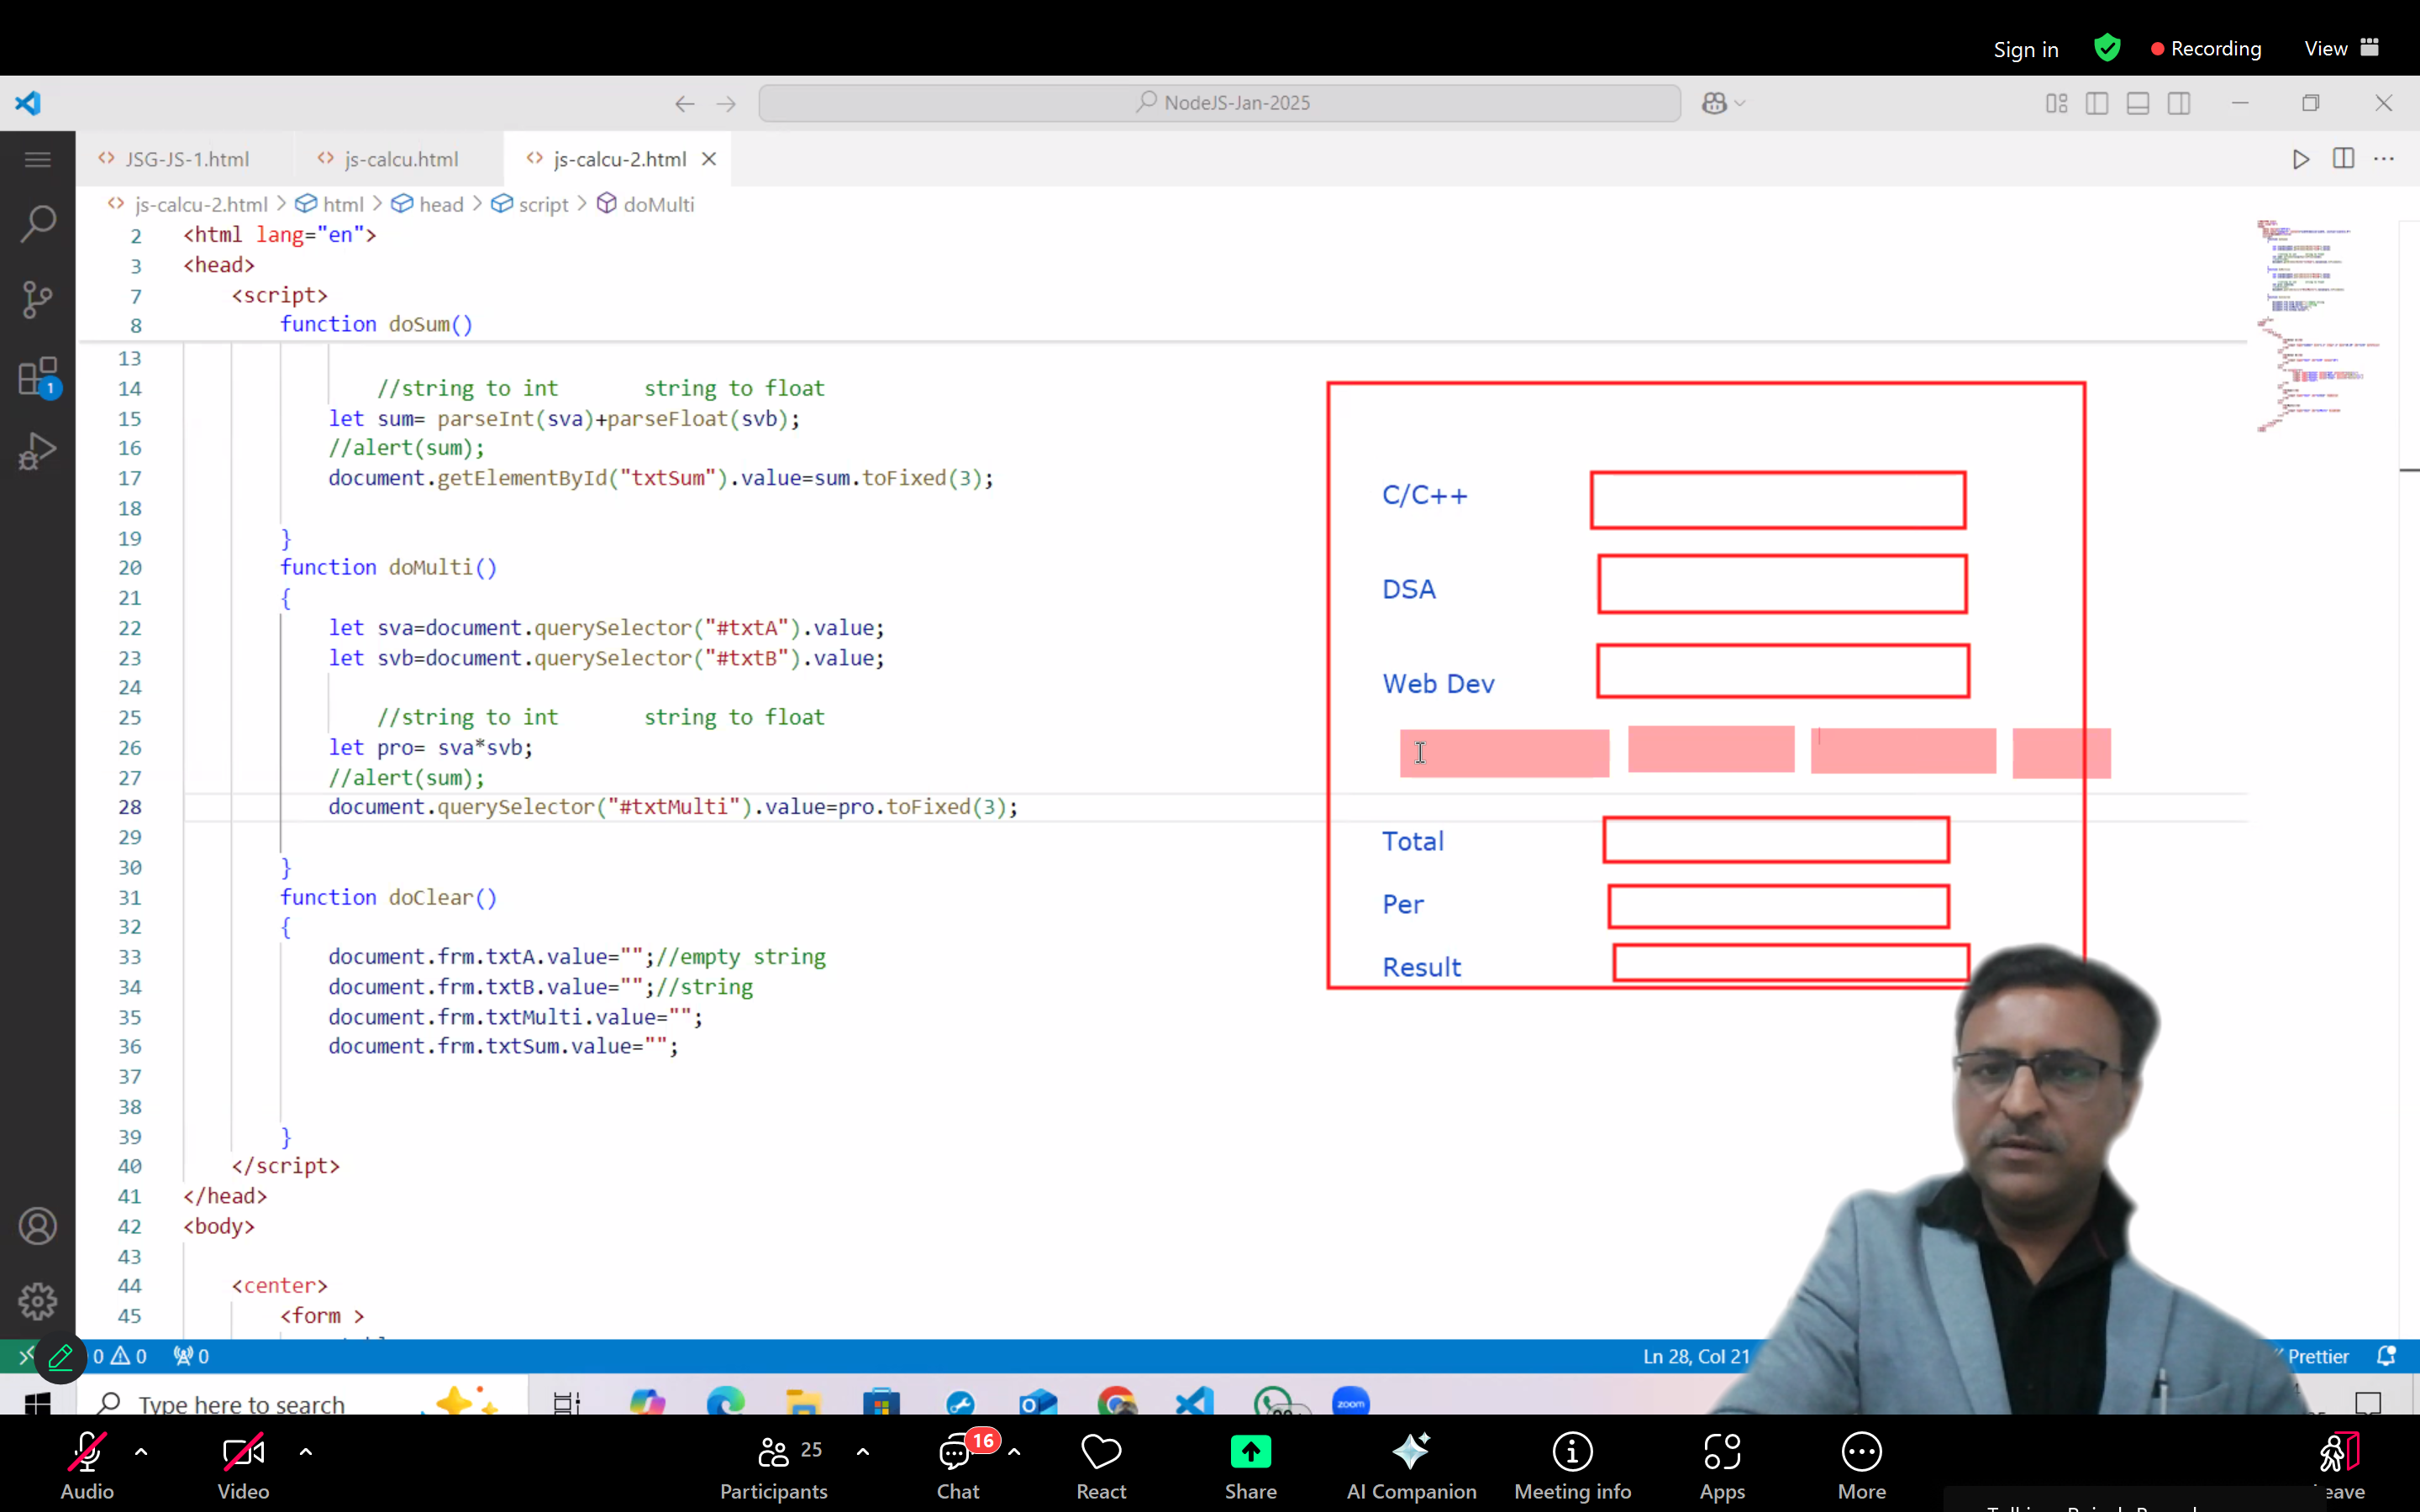 Sign in
Recording
View
NodeJS-Jan-2025
JSG-JS-1.html
js-calcu.html
js-calcu-2.html
js-calcu-2.html > html > head > script > doMulti
2 <html lang="en">
3 <head>
7 <script>
8 function doSum()
13
14 //string to int string to float
15 let sum= parseInt(sva)+parseFloat(svb);
16 //alert(sum);
17 document.getElementById("txtSum").value=sum.toFixed(3);
18
19 }
20 function doMulti()
21 {
22 let sva=document.querySelector("#txtA").value;
23 let svb=document.querySelector("#txtB").value;
24
25 //string to int string to float
26 let pro= sva*svb;
27 //alert(sum);
28 document.querySelector("#txtMulti").value=pro.toFixed(3);
29
30 }
31 function doClear()
32 {
33 document.frm.txtA.value="";//empty string
34 document.frm.txtB.value="";//string
35 document.frm.txtMulti.value="";
36 document.frm.txtSum.value="";
37
38
39 }
40 </script>
41 </head>
42 <body>
43
44 <center>
45 <form >
C/C++
DSA
Web Dev
Total
Per
Result
1
0 0 0
Ln 28, Col 21
Prettier
Type here to search
zoom
Audio
Video
25
Participants
16
Chat
React
Share
AI Companion
Meeting info
Apps
More